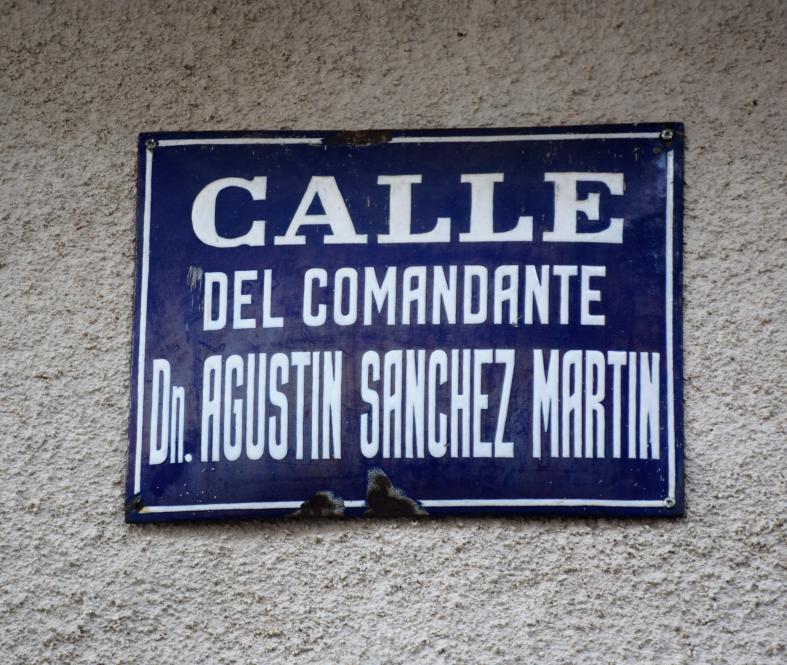 CALLE
DEL COMANDANTE
Dn. AGUSTIN SANCHEZ MARTIN